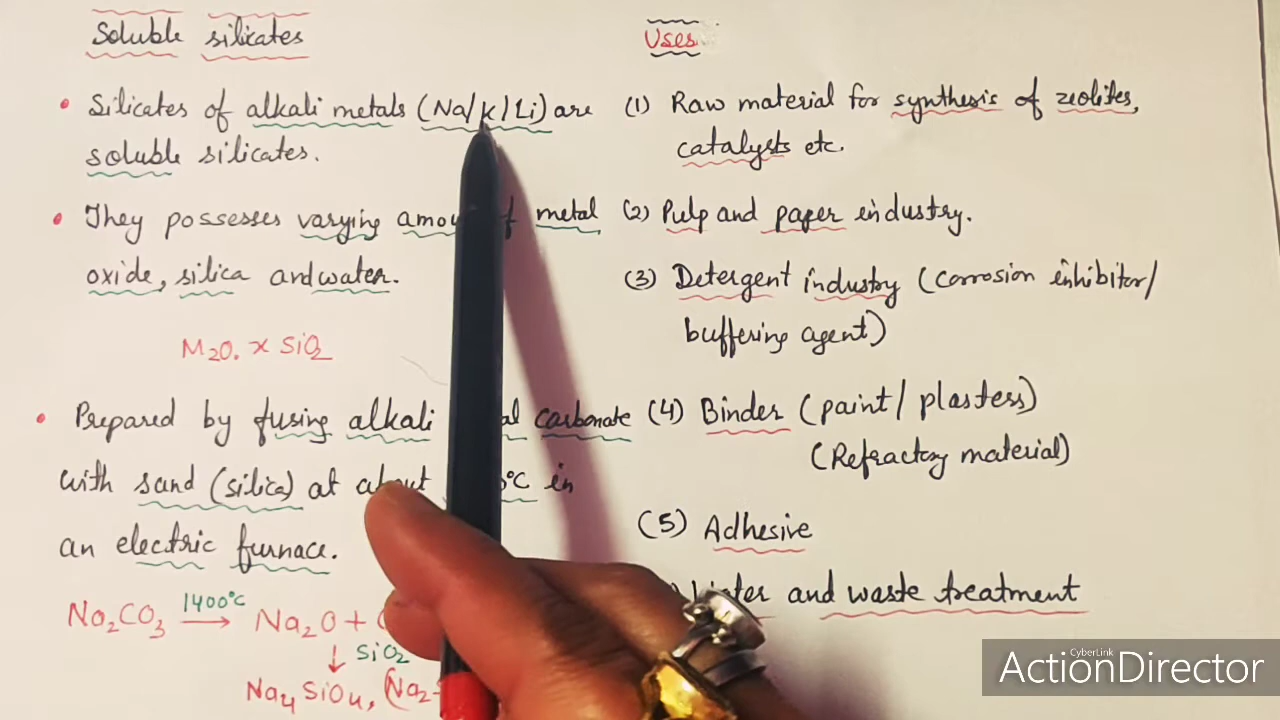 Soluble silicates
• Silicates of alkali metals (Na/K/Li) are
soluble silicates.
• They possesses varying metal
oxide, silica and water.
M2O. x SiO2
• Prepared by fusing alkali carbonate
with sand (silica) at about °C in
an electric furnace.
Na2CO3 1400°C → Na2O +
↓ SiO2
Na4SiO4, (Na2
Uses
(1) Raw material for synthesis of zeolites,
catalysts etc.
(2) Pulp and paper industry.
(3) Detergent industry (corrosion inhibitor/
buffering agent)
(4) Binder (paint/plasters)
(Refractory material)
(5) Adhesive
and waste treatment
CyberLink
ActionDirector